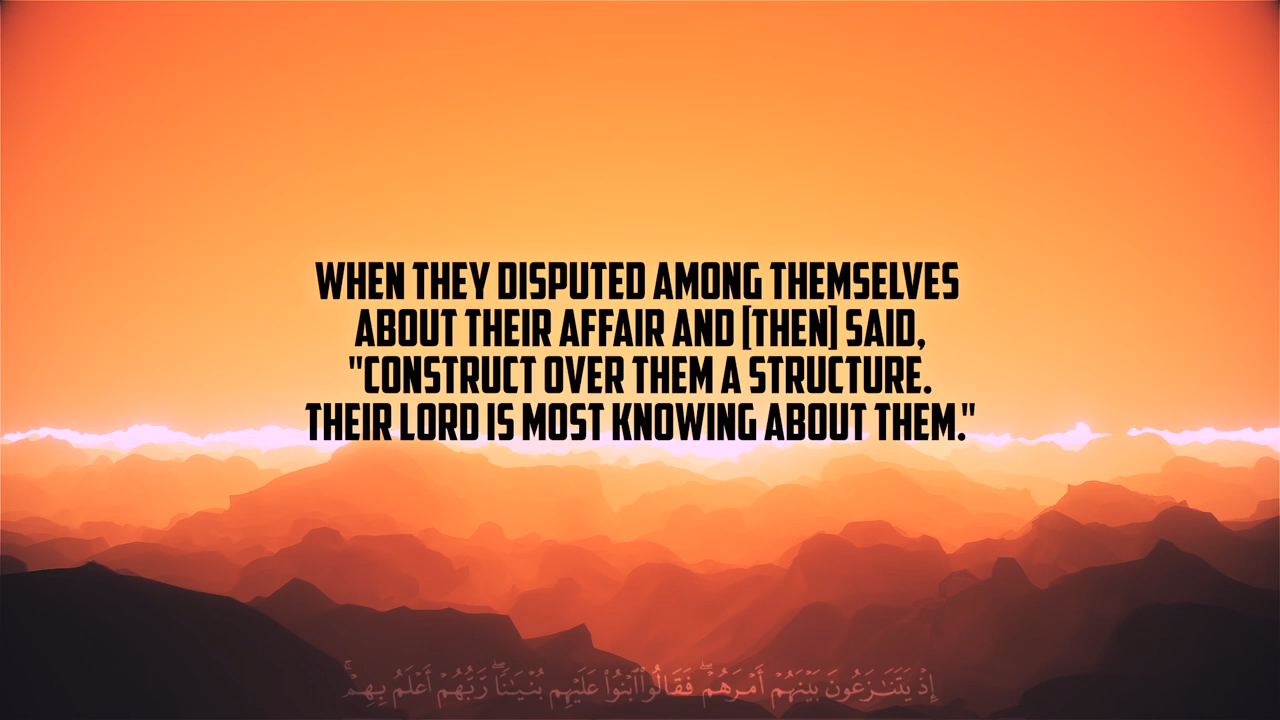 WHEN THEY DISPUTED AMONG THEMSELVES
ABOUT THEIR AFFAIR AND [THEN] SAID,
"CONSTRUCT OVER THEM A STRUCTURE.
THEIR LORD IS MOST KNOWING ABOUT THEM."
إِذْ يَتَنَـٰزَعُونَ بَيْنَهُمْ أَمْرَهُمْ ۖ فَقَالُوا۟ ٱبْنُوا۟ عَلَيْهِم بُنْيَـٰنًۭا ۖ رَّبُّهُمْ أَعْلَمُ بِهِمْ ۚ